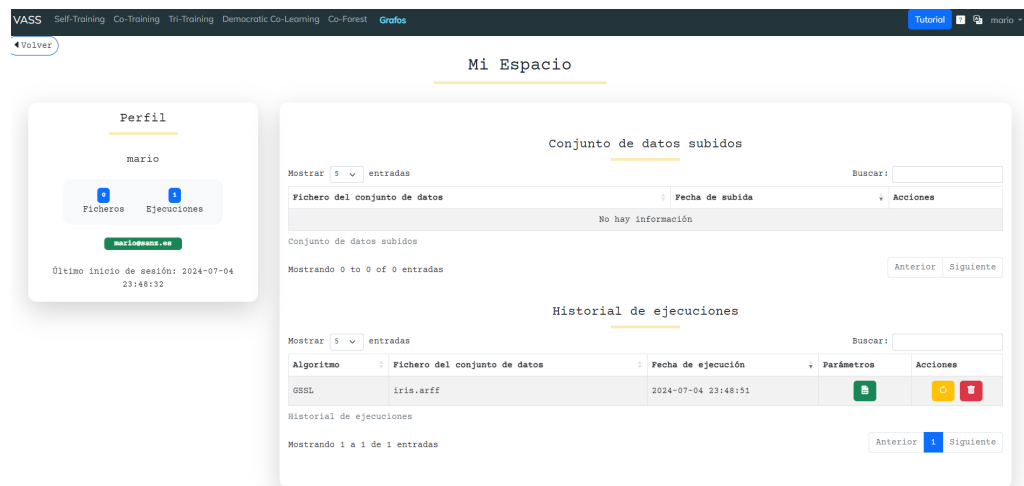 VASS Self-Training Co-Training Tri-Training Democratic Co-Learning Co-Forest Grafos Tutorial mario
Volver
Mi Espacio
Perfil
mario
0 1
Ficheros Ejecuciones
mario@sanz.es
Último inicio de sesión: 2024-07-04
23:48:32
Conjunto de datos subidos
Mostrar 5 entradas Buscar:
Fichero del conjunto de datos Fecha de subida Acciones
No hay información
Conjunto de datos subidos
Mostrando 0 to 0 of 0 entradas Anterior Siguiente
Historial de ejecuciones
Mostrar 5 entradas Buscar:
Algoritmo Fichero del conjunto de datos Fecha de ejecución Parámetros Acciones
GSSL iris.arff 2024-07-04 23:48:51
Historial de ejecuciones
Mostrando 1 a 1 de 1 entradas Anterior 1 Siguiente